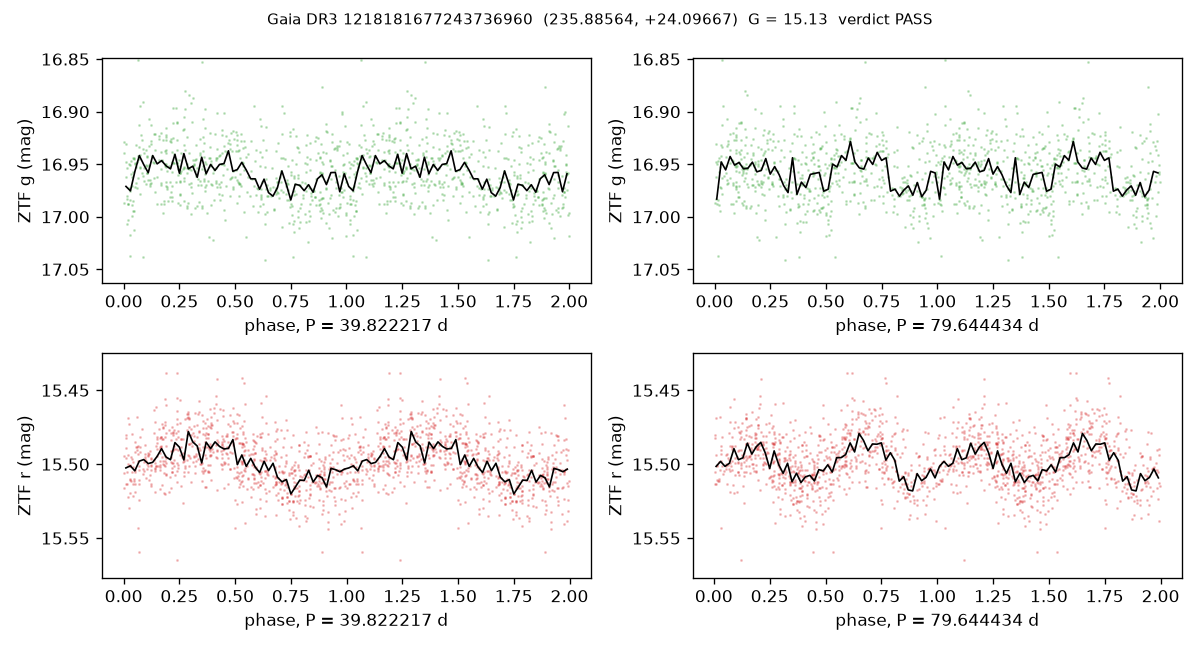 Gaia DR3 1218181677243736960 (235.88564, +24.09667) G = 15.13 verdict PASS
16.85
16.90
16.95
17.00
17.05
ZTF g (mag)
0.00 0.25 0.50 0.75 1.00 1.25 1.50 1.75 2.00
phase, P = 39.822217 d
16.85
16.90
16.95
17.00
17.05
ZTF g (mag)
0.00 0.25 0.50 0.75 1.00 1.25 1.50 1.75 2.00
phase, P = 79.644434 d
15.45
15.50
15.55
ZTF r (mag)
0.00 0.25 0.50 0.75 1.00 1.25 1.50 1.75 2.00
phase, P = 39.822217 d
15.45
15.50
15.55
ZTF r (mag)
0.00 0.25 0.50 0.75 1.00 1.25 1.50 1.75 2.00
phase, P = 79.644434 d